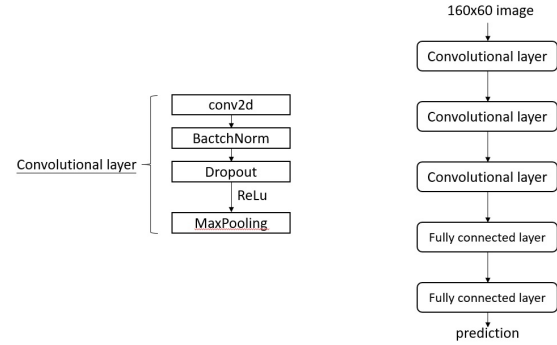 Convolutional layer
conv2d
BactchNorm
Dropout
ReLu
MaxPooling
160x60 image
Convolutional layer
Convolutional layer
Convolutional layer
Fully connected layer
Fully connected layer
prediction